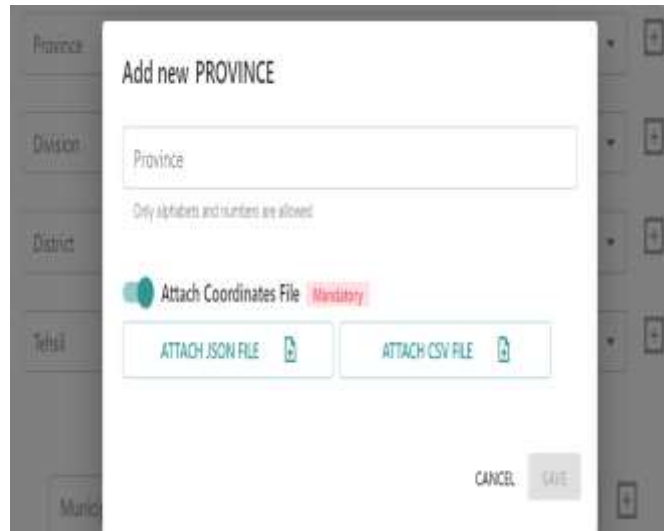 Province
Add new PROVINCE
Division
Province
Only alphabets and numbers are allowed
District
Attach Coordinates File Mandatory
Tehsil
ATTACH JSON FILE ATTACH CSV FILE
CANCEL SAVE